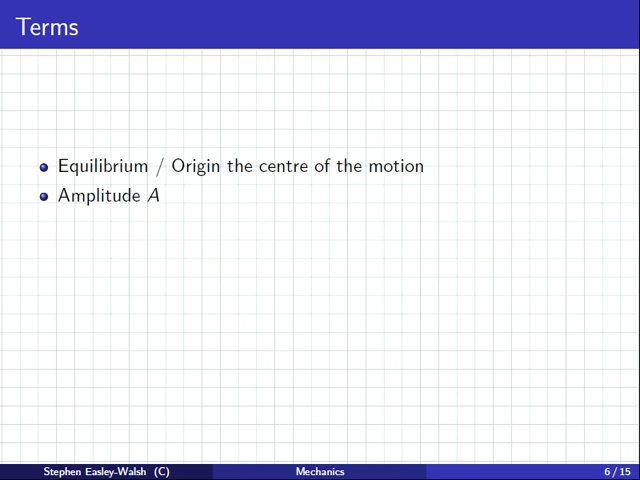 Terms
Equilibrium / Origin the centre of the motion
Amplitude A
Stephen Easley-Walsh (C) Mechanics 6 / 15